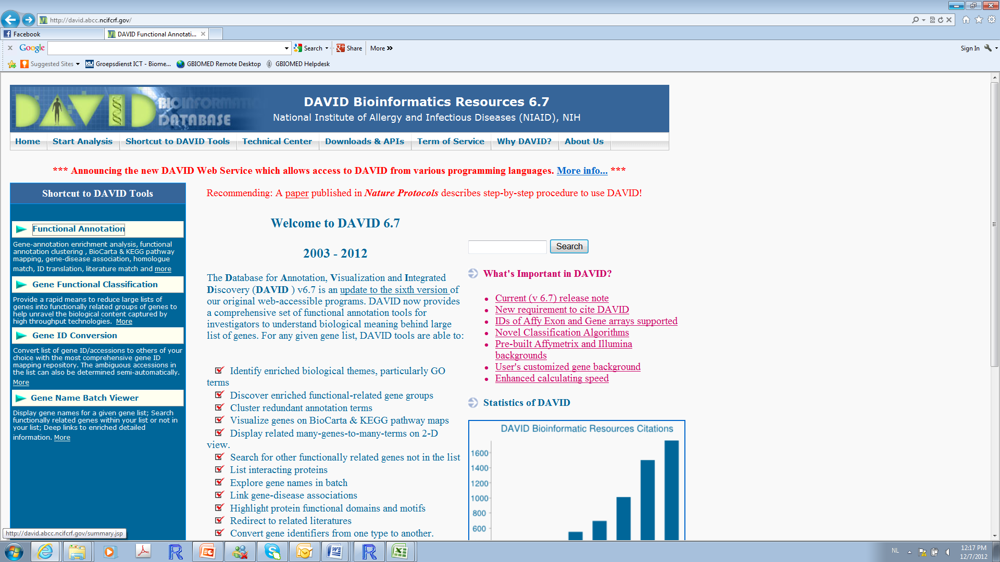 http://david.abcc.ncifcrf.gov/
Facebook
DAVID Functional Annotati...
Google
Search
Share
More
Sign In
Suggested Sites
Groepsdienst ICT - Biome...
GBIOMED Remote Desktop
GBIOMED Helpdesk
DAVID BIOINFORMATI
DATABASE
DAVID Bioinformatics Resources 6.7
National Institute of Allergy and Infectious Diseases (NIAID), NIH
Home
Start Analysis
Shortcut to DAVID Tools
Technical Center
Downloads & APIs
Term of Service
Why DAVID?
About Us
*** Announcing the new DAVID Web Service which allows access to DAVID from various programming languages. More info... ***
Shortcut to DAVID Tools
Functional Annotation
Gene-annotation enrichment analysis, functional
annotation clustering , BioCarta & KEGG pathway
mapping, gene-disease association, homologue
match, ID translation, literature match and more
Gene Functional Classification
Provide a rapid means to reduce large lists of
genes into functionally related groups of genes to
help unravel the biological content captured by
high throughput technologies. More
Gene ID Conversion
Convert list of gene ID/accessions to others of your
choice with the most comprehensive gene ID
mapping repository. The ambiguous accessions in
the list can also be determined semi-automatically.
More
Gene Name Batch Viewer
Display gene names for a given gene list; Search
functionally related genes within your list or not in
your list; Deep links to enriched detailed
information. More
Recommending: A paper published in Nature Protocols describes step-by-step procedure to use DAVID!
Welcome to DAVID 6.7
2003 - 2012
The Database for Annotation, Visualization and Integrated
Discovery (DAVID ) v6.7 is an update to the sixth version of
our original web-accessible programs. DAVID now provides
a comprehensive set of functional annotation tools for
investigators to understand biological meaning behind large
list of genes. For any given gene list, DAVID tools are able to:
Identify enriched biological themes, particularly GO
terms
Discover enriched functional-related gene groups
Cluster redundant annotation terms
Visualize genes on BioCarta & KEGG pathway maps
Display related many-genes-to-many-terms on 2-D
view.
Search for other functionally related genes not in the list
List interacting proteins
Explore gene names in batch
Link gene-disease associations
Highlight protein functional domains and motifs
Redirect to related literatures
Convert gene identifiers from one type to another.
Search
What's Important in DAVID?
Current (v 6.7) release note
New requirement to cite DAVID
IDs of Affy Exon and Gene arrays supported
Novel Classification Algorithms
Pre-built Affymetrix and Illumina
backgrounds
User's customized gene background
Enhanced calculating speed
Statistics of DAVID
DAVID Bioinformatic Resources Citations
1600
1400
1200
1000
800
600
http://david.abcc.ncifcrf.gov/summary.jsp
NL
12:17 PM
12/7/2012